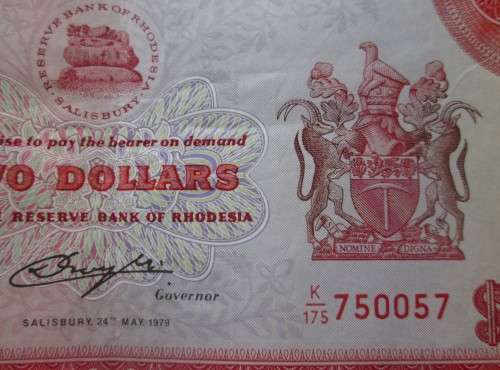 RESERVE BANK OF RHODESIA
SALISBURY
ise to pay the bearer on demand
WO DOLLARS
E RESERVE BANK OF RHODESIA
Governor
SALISBURY, 24TH MAY, 1979
NOMINE DIGNA
K/175 750057
$